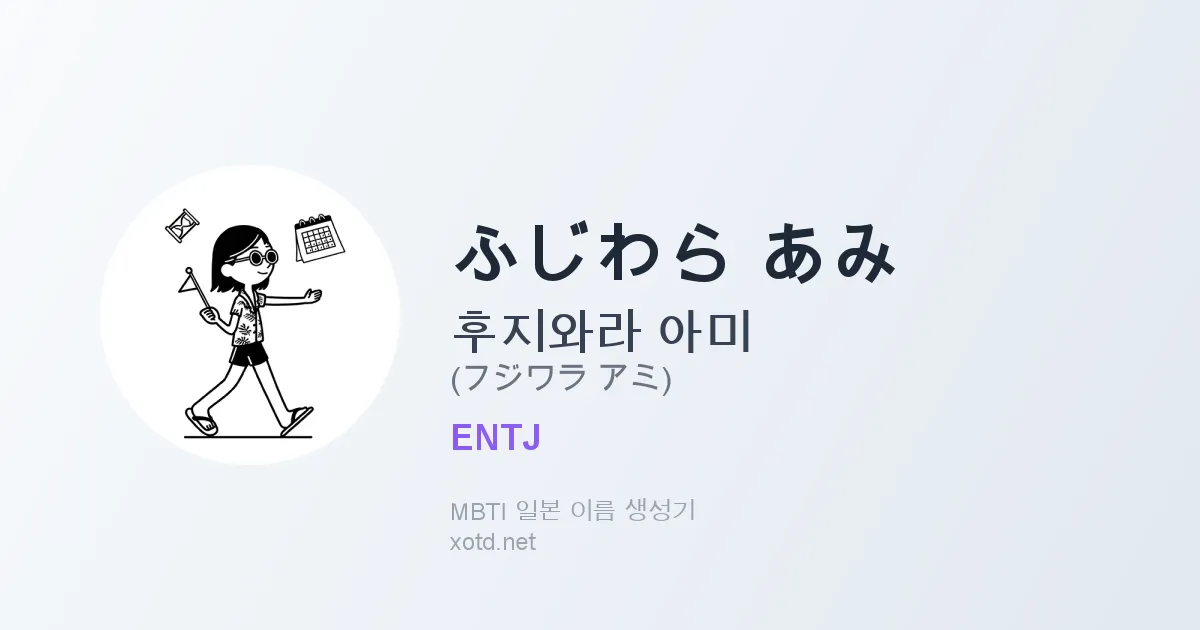 ふじわら あみ
후지와라 아미
(フジワラ アミ)
ENTJ
MBTI 일본 이름 생성기
xotd.net